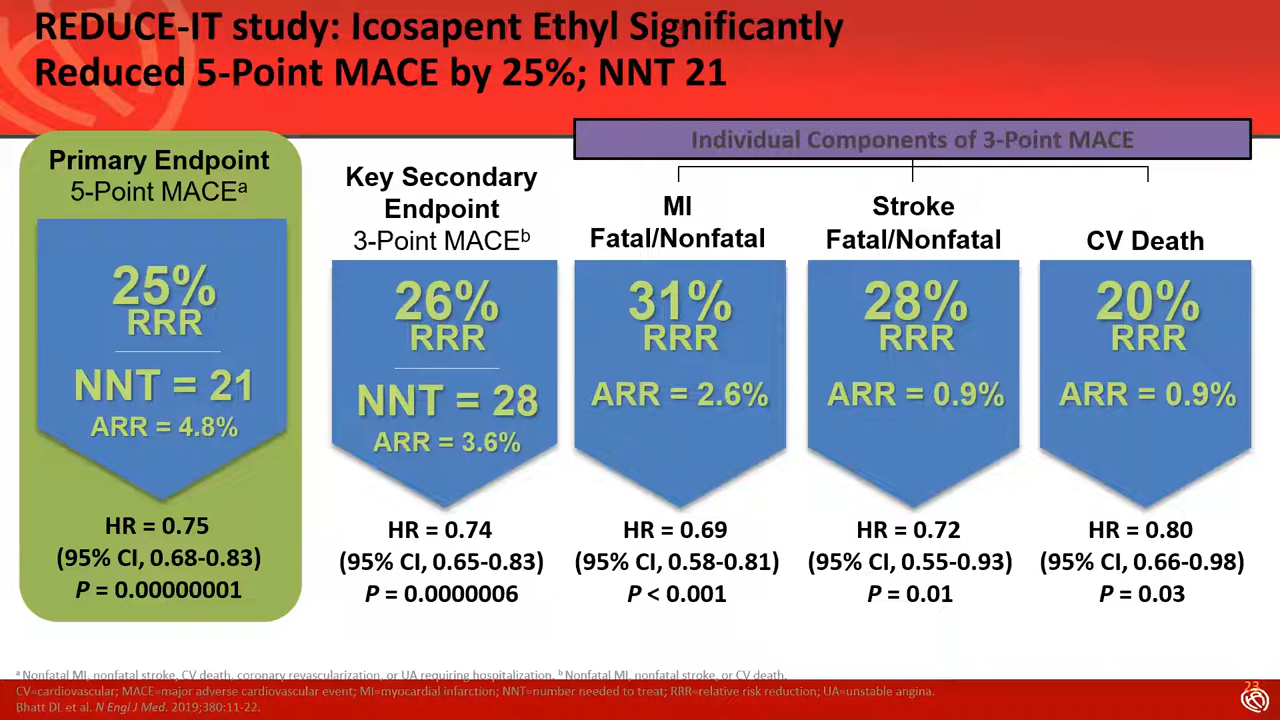 REDUCE-IT study: Icosapent Ethyl Significantly
Reduced 5-Point MACE by 25%; NNT 21
Primary Endpoint
5-Point MACEᵃ
25%
RRR
NNT = 21
ARR = 4.8%
HR = 0.75
(95% CI, 0.68-0.83)
P = 0.00000001
Key Secondary
Endpoint
3-Point MACEᵇ
26%
RRR
NNT = 28
ARR = 3.6%
HR = 0.74
(95% CI, 0.65-0.83)
P = 0.0000006
Individual Components of 3-Point MACE
MI
Fatal/Nonfatal
31%
RRR
ARR = 2.6%
HR = 0.69
(95% CI, 0.58-0.81)
P < 0.001
Stroke
Fatal/Nonfatal
28%
RRR
ARR = 0.9%
HR = 0.72
(95% CI, 0.55-0.93)
P = 0.01
CV Death
20%
RRR
ARR = 0.9%
HR = 0.80
(95% CI, 0.66-0.98)
P = 0.03
ᵃ Nonfatal MI, nonfatal stroke, CV death, coronary revascularization, or UA requiring hospitalization. ᵇ Nonfatal MI, nonfatal stroke, or CV death.
CV=cardiovascular; MACE=major adverse cardiovascular event; MI=myocardial infarction; NNT=number needed to treat; RRR=relative risk reduction; UA=unstable angina.
Bhatt DL et al. N Engl J Med. 2019;380:11-22.
23